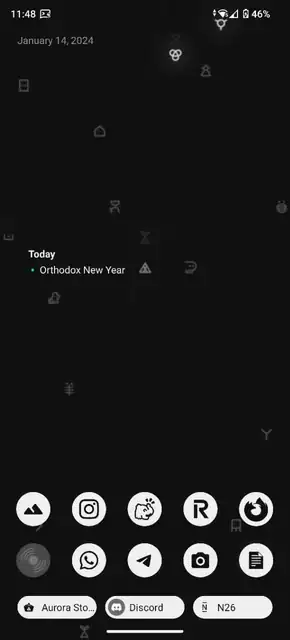 11:48
46%
January 14, 2024
Today
• Orthodox New Year
Aurora Sto...
Discord
N26